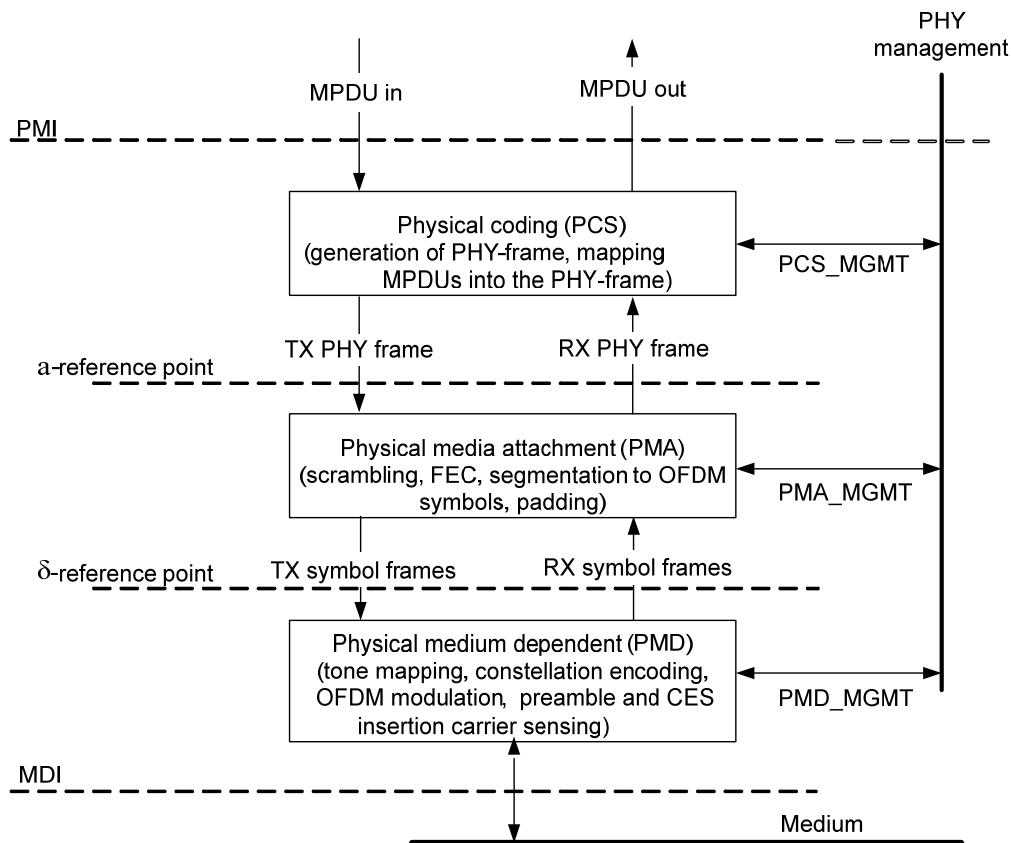 PHY
management
MPDU in
MPDU out
PMI
Physical coding (PCS)
(generation of PHY-frame, mapping
MPDUs into the PHY-frame)
PCS_MGMT
TX PHY frame
RX PHY frame
a-reference point
Physical media attachment (PMA)
(scrambling, FEC, segmentation to OFDM
symbols, padding)
PMA_MGMT
TX symbol frames
RX symbol frames
δ-reference point
Physical medium dependent (PMD)
(tone mapping, constellation encoding,
OFDM modulation, preamble and CES
insertion carrier sensing)
PMD_MGMT
MDI
Medium